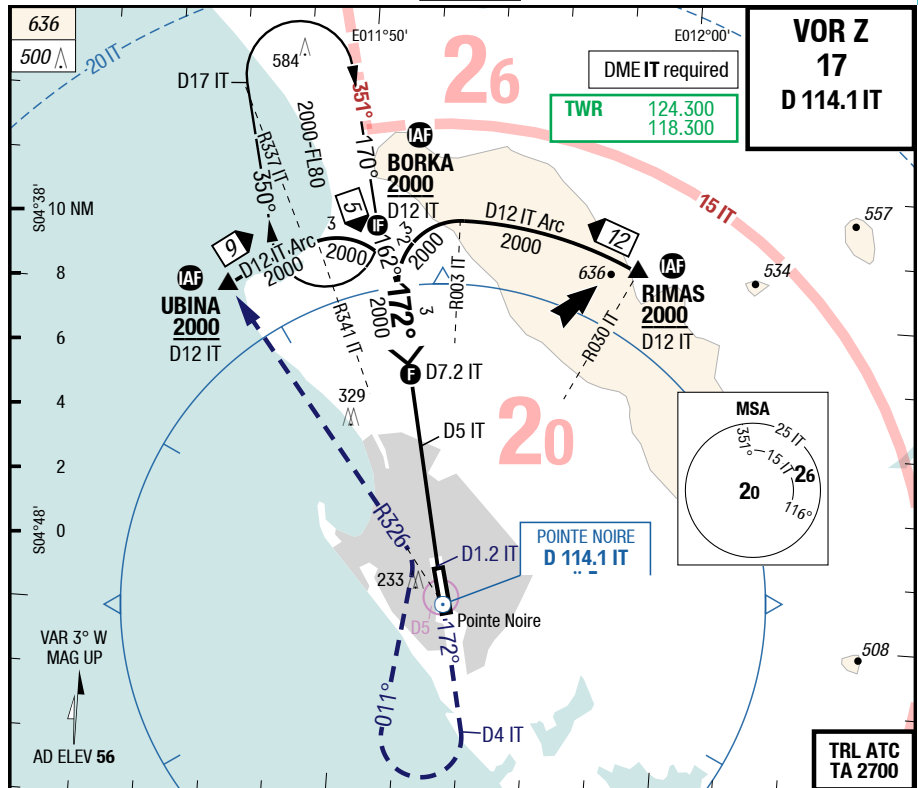 636
500
20 IT
E011°50'
E012°00'
VOR Z
17
D 114.1 IT
DME IT required
TWR 124.300
118.300
584
D17 IT
351°
26
2000-FL80
170°
R337 IT
350°
IAF
BORKA
2000
D12 IT
S04°38'
10 NM
8
6
4
2
0
S04°48'
5
IF
3
9
D12 IT Arc
2000
2000
3
2
2000
D12 IT Arc
2000
12
15 IT
557
534
636
IAF
RIMAS
2000
D12 IT
IAF
UBINA
2000
D12 IT
162°
172°
2000
3
R003 IT
R341 IT
R030 IT
F
D7.2 IT
329
D5 IT
20
MSA
351°
25 IT
15 IT
26
20
116°
R326
D1.2 IT
POINTE NOIRE
D 114.1 IT
233
D5
Pointe Noire
172°
011°
D4 IT
508
VAR 3° W
MAG UP
AD ELEV 56
TRL ATC
TA 2700